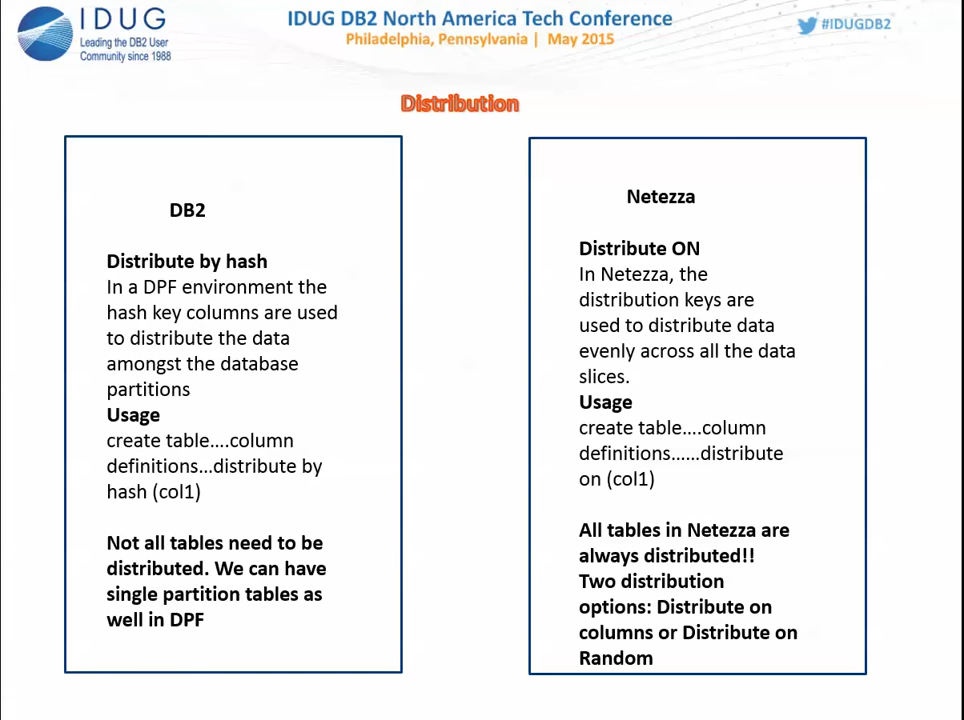 IDUG
Leading the DB2 User
Community since 1988
IDUG DB2 North America Tech Conference
Philadelphia, Pennsylvania | May 2015
#IDUGDB2
Distribution
DB2
Distribute by hash
In a DPF environment the
hash key columns are used
to distribute the data
amongst the database
partitions
Usage
create table....column
definitions...distribute by
hash (col1)
Not all tables need to be
distributed. We can have
single partition tables as
well in DPF
Netezza
Distribute ON
In Netezza, the
distribution keys are
used to distribute data
evenly across all the data
slices.
Usage
create table....column
definitions......distribute
on (col1)
All tables in Netezza are
always distributed!!
Two distribution
options: Distribute on
columns or Distribute on
Random